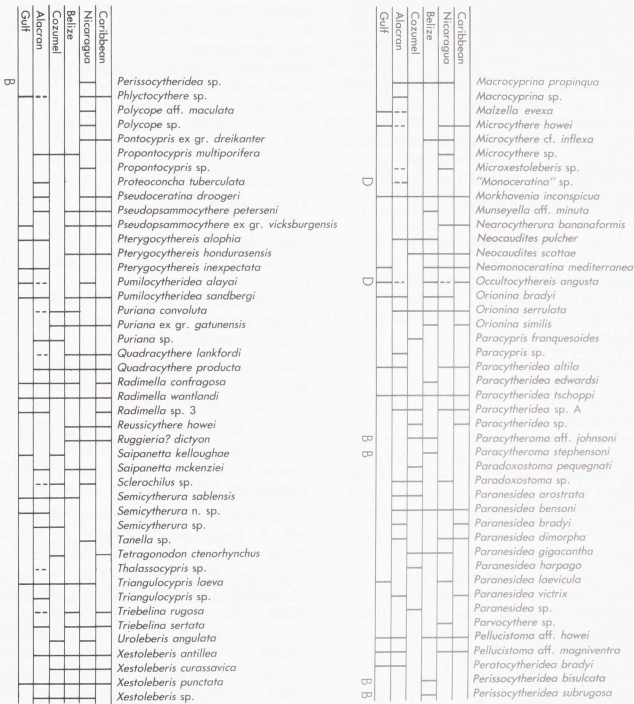 Gulf
Alacran
Cozumel
Belize
Nicaragua
Caribbean
B
Perissocytheridea sp.
Phlyctocythere sp.
Polycope aff. maculata
Polycope sp.
Pontocypris ex gr. dreikanter
Propontocypris multiporifera
Propontocypris sp.
Proteoconcha tuberculata
Pseudoceratina droogeri
Pseudopsammocythere peterseni
Pseudopsammocythere ex gr. vicksburgensis
Pterygothereis alophia
Pterygocythereis hondurasensis
Pterygocythereis inexpectata
Pumilocytheridea alayai
Pumilocytheridea sandbergi
Puriana convoluta
Puriana ex gr. gatunensis
Puriana sp.
Quadracythere lankfordi
Quadracythere producta
Radimella confragosa
Radimella wantlandi
Radimella sp. 3
Reussicythere howei
Ruggieria? dictyon
Saipanetta kelloughae
Saipanetta mckenziei
Sclerochilus sp.
Semicytherura sablensis
Semicytherura n. sp.
Semicytherura sp.
Tanella sp.
Tetragonodon ctenorhynchus
Thalassocypris sp.
Triangulocypris laeva
Triangulocypris sp.
Triebelina rugosa
Triebelina sertata
Uroleberis angulata
Xestoleberis antillea
Xestoleberis curassavica
Xestoleberis punctata
Xestoleberis sp.
Gulf
Alacran
Cozumel
Belize
Nicaragua
Caribbean
Macrocyprina propinqua
Macrocyprina sp.
Malzella evexa
Microcythere howei
Microcythere cf. inflexa
Microcythere sp.
Microxestoleberis sp.
D "Monoceratina" sp.
Morkhovenia inconspicua
Munseyella aff. minuta
Nearocytherura bananaformis
Neocaudites pulcher
Neocaudites scottae
Neomonoceratina mediterranea
D Occultocythereis angusta
Orionina bradyi
Orionina serrulata
Orionina similis
Paracypris franquesoides
Paracypris sp.
Paracytheridea altila
Paracytheridea edwardsi
Paracytheridea tschoppi
Paracytheridea sp. A
Paracytheridea sp.
B Paracytheroma aff. johnsoni
B Paracytheroma stephensoni
Paradoxostoma pequegnati
Paradoxostoma sp.
Paranesidea arostrata
Paranesidea bensoni
Paranesidea bradyi
Paranesidea dimorpha
Paranesidea gigacantha
Paranesidea harpago
Paranesidea laevicula
Paranesidea victrix
Paranesidea sp.
Parvocythere sp.
Pellucistoma aff. howei
Pellucistoma aff. magniventra
Peratocytheridea bradyi
B Perissocytheridea bisulcata
B Perissocytheridea subrugosa